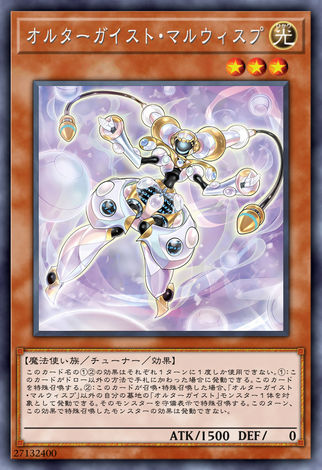 オルターガイスト・マルウィスプ
光
【魔法使い族／チューナー／効果】
このカード名の①②の効果はそれぞれ１ターンに１度しか使用できない。①：こ
のカードがドロー以外の方法で手札に加わった場合に発動できる。このカード
を特殊召喚する。②：このカードが召喚・特殊召喚した場合、「オルターガイスト
・マルウィスプ」以外の自分の墓地の「オルターガイスト」モンスター１体を対
象として発動できる。そのモンスターを守備表示で特殊召喚する。このターン、
この効果で特殊召喚したモンスターの効果は発動できない。
ATK/1500 DEF/ 0
27132400